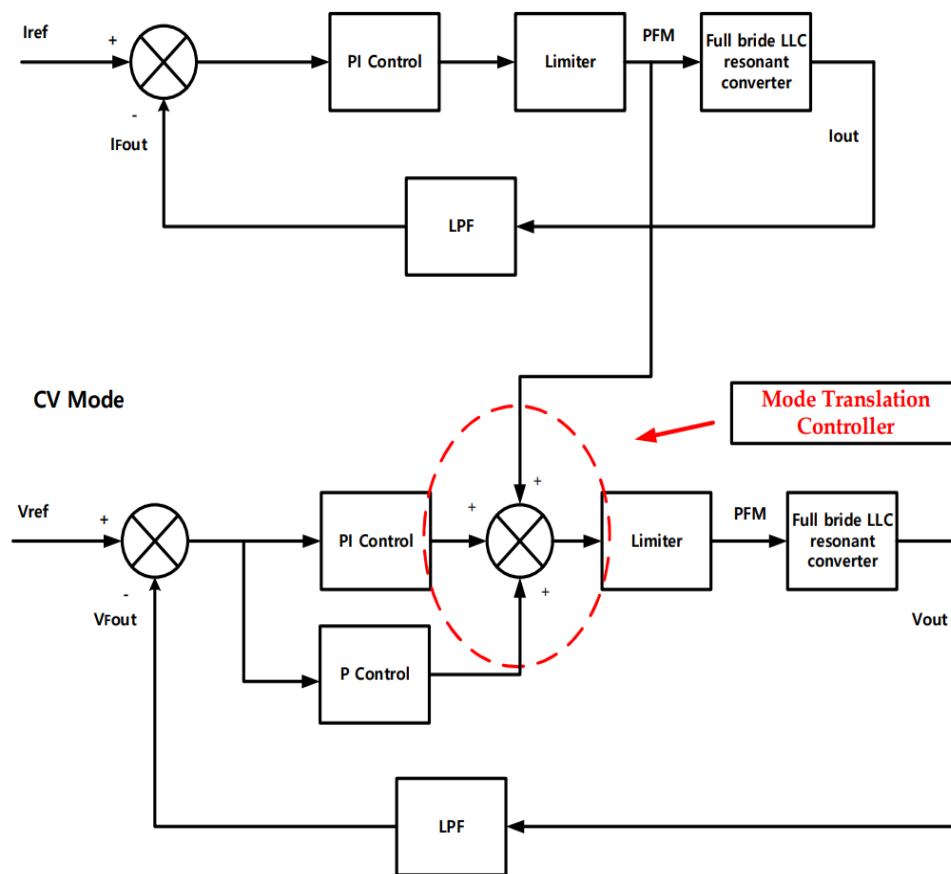 Iref
+
-
IFout
PI Control
Limiter
PFM
Full bride LLC
resonant
converter
Iout
LPF
CV Mode
Mode Translation
Controller
Vref
+
-
VFout
PI Control
P Control
+
+
+
Limiter
PFM
Full bride LLC
resonant
converter
Vout
LPF